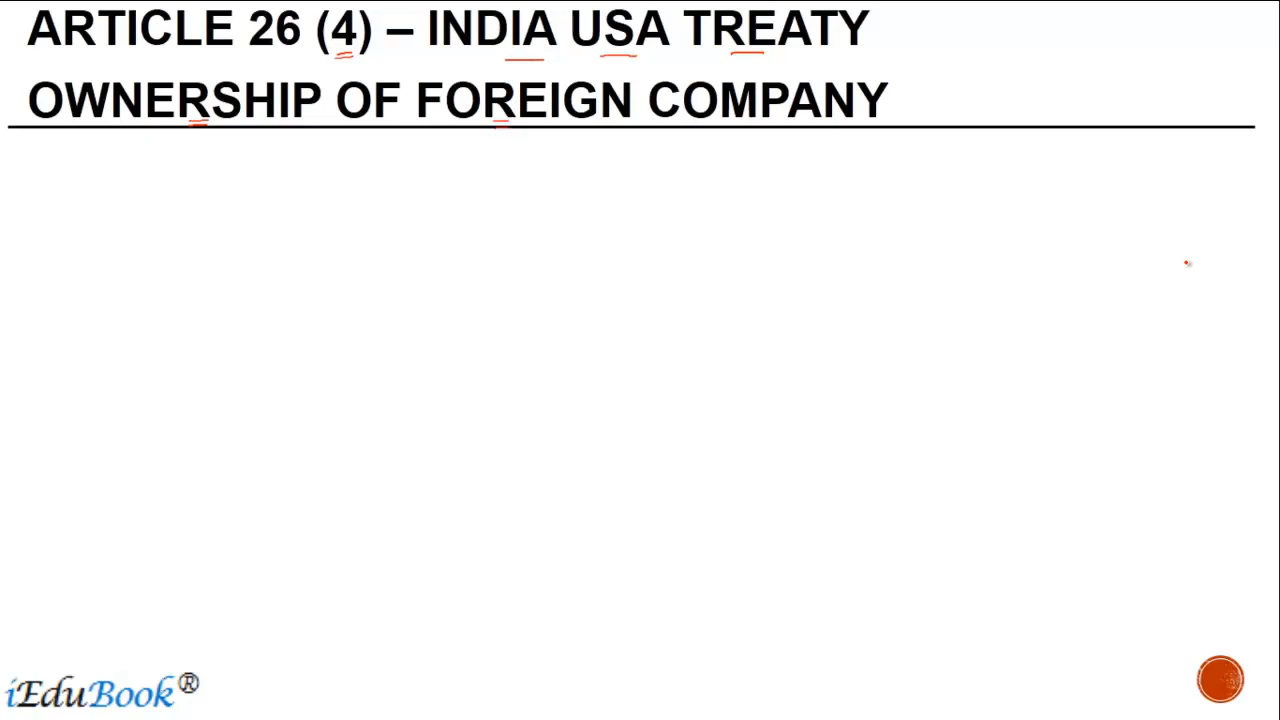 ARTICLE 26 (4) – INDIA USA TREATY
OWNERSHIP OF FOREIGN COMPANY
iEduBook®